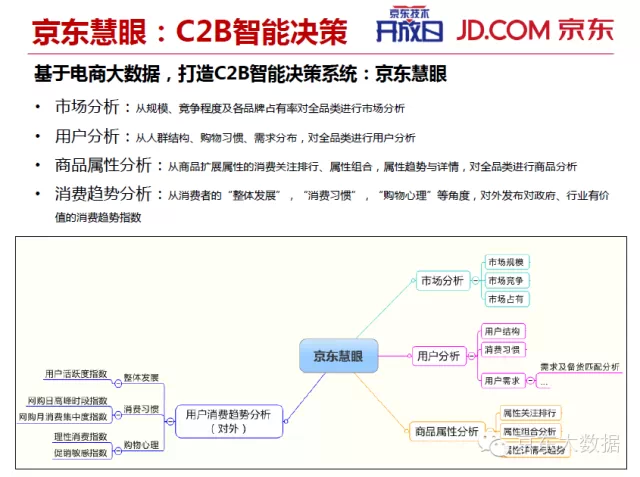 京东慧眼：C2B智能决策
京东技术
开放日
JD.COM 京东
基于电商大数据，打造C2B智能决策系统：京东慧眼
• 市场分析：从规模、竞争程度及各品牌占有率对全品类进行市场分析
• 用户分析：从人群结构、购物习惯、需求分布，对全品类进行用户分析
• 商品属性分析：从商品扩展属性的消费关注排行、属性组合，属性趋势与详情，对全品类进行商品分析
• 消费趋势分析：从消费者的“整体发展”，“消费习惯”，“购物心理”等角度，对外发布对政府、行业有价
值的消费趋势指数
京东慧眼
市场分析
市场规模
市场竞争
市场占有
用户分析
用户结构
消费习惯
用户需求
需求及备货匹配分析
...
商品属性分析
属性关注排行
属性组合分析
属性详情与趋势
用户消费趋势分析
（对外）
整体发展
用户活跃度指数
消费习惯
网购日高峰时段指数
网购月消费集中度指数
购物心理
理性消费指数
促销敏感指数
京东大数据